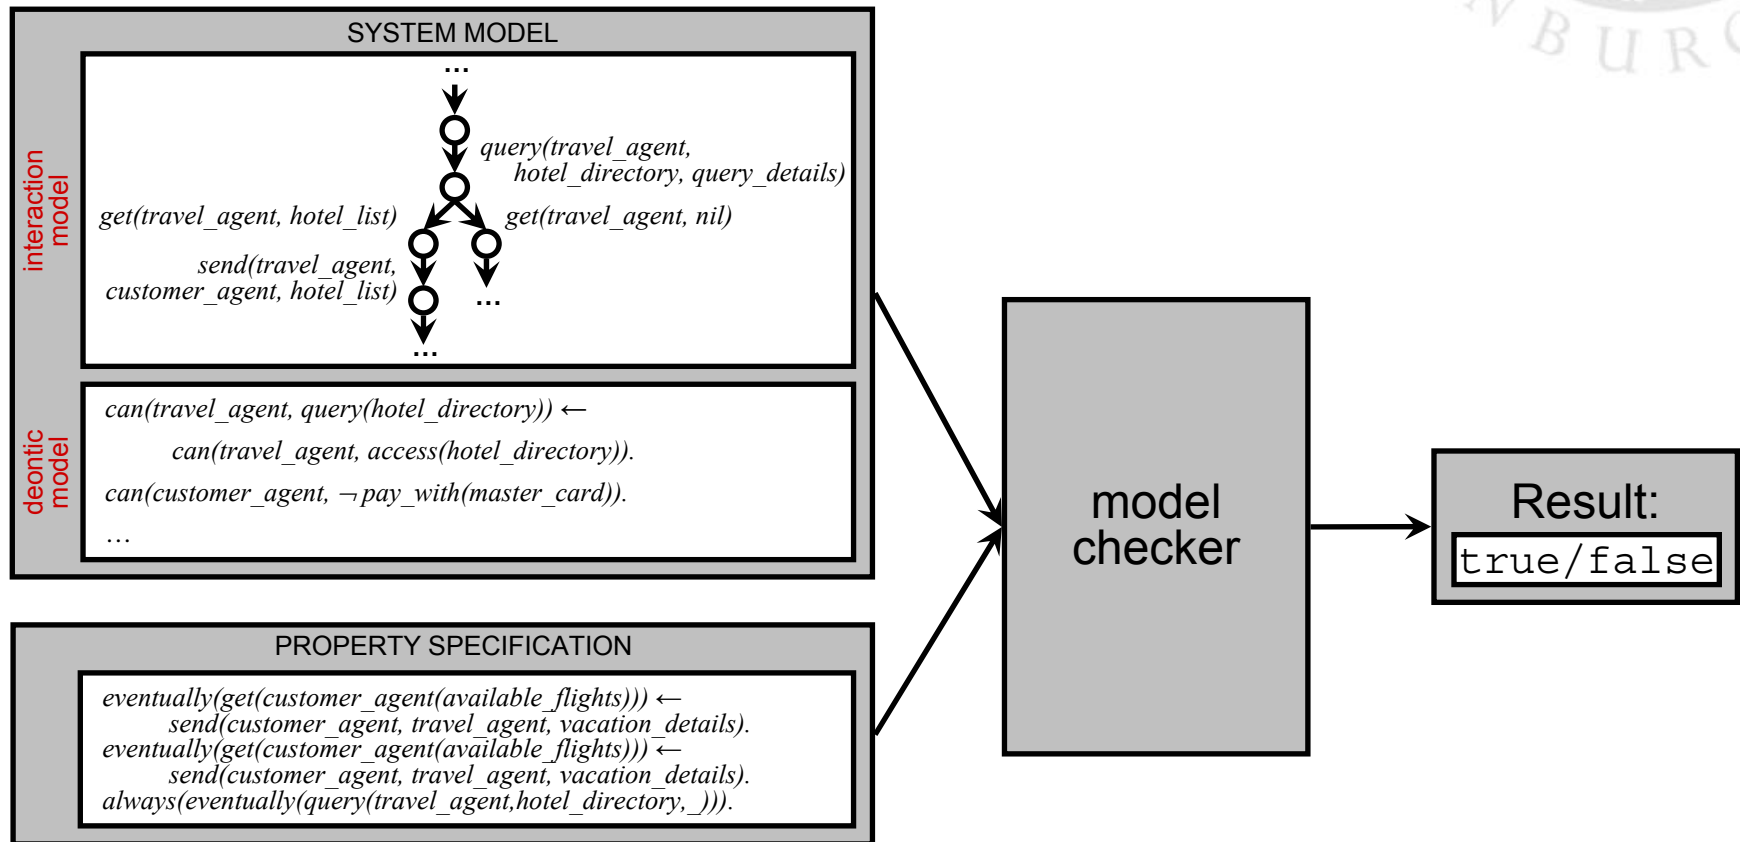 NBURG
SYSTEM MODEL
interaction
model
...
query(travel_agent,
hotel_directory, query_details)
get(travel_agent, hotel_list)
get(travel_agent, nil)
send(travel_agent,
customer_agent, hotel_list)
...
...
deontic
model
can(travel_agent, query(hotel_directory)) ←
can(travel_agent, access(hotel_directory)).
can(customer_agent, ¬ pay_with(master_card)).
…
PROPERTY SPECIFICATION
eventually(get(customer_agent(available_flights))) ←
send(customer_agent, travel_agent, vacation_details).
eventually(get(customer_agent(available_flights))) ←
send(customer_agent, travel_agent, vacation_details).
always(eventually(query(travel_agent,hotel_directory,_))).
model
checker
Result:
true/false